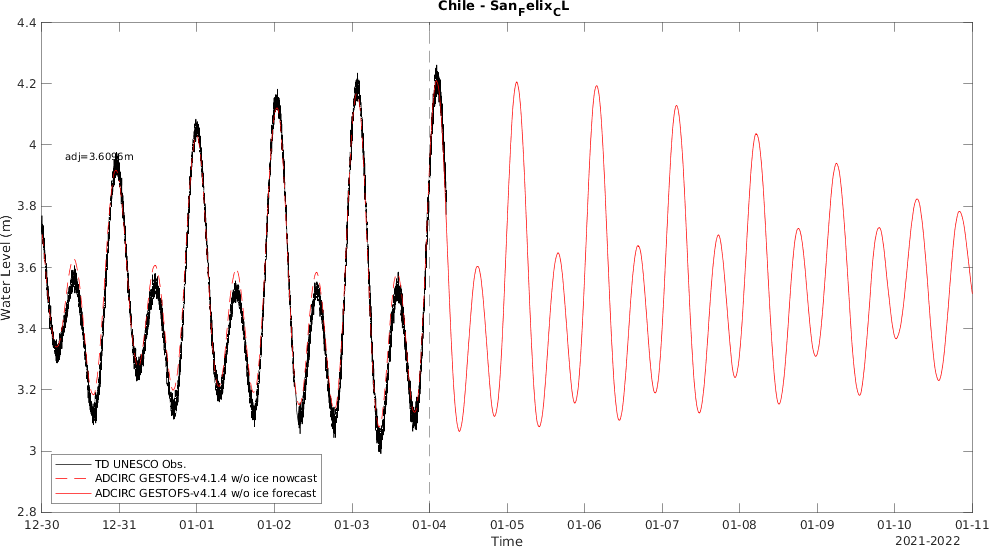 Chile - SanFelixCL
4.4
4.2
4
3.8
3.6
3.4
3.2
3
2.8
Water Level (m)
adj=3.6096m
TD UNESCO Obs.
ADCIRC GESTOFS-v4.1.4 w/o ice nowcast
ADCIRC GESTOFS-v4.1.4 w/o ice forecast
12-30 12-31 01-01 01-02 01-03 01-04 01-05 01-06 01-07 01-08 01-09 01-10 01-11
Time
2021-2022